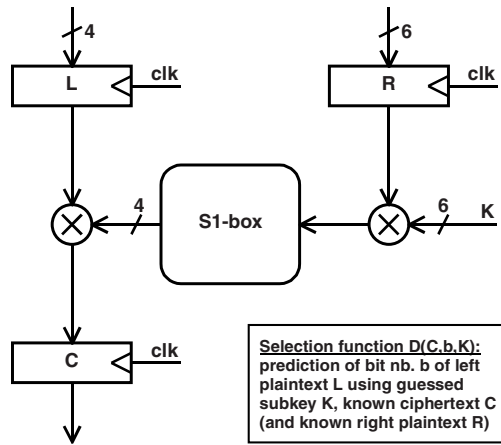 4
6
L
clk
R
clk
4
S1-box
6
K
C
clk
Selection function D(C,b,K):
prediction of bit nb. b of left
plaintext L using guessed
subkey K, known ciphertext C
(and known right plaintext R)